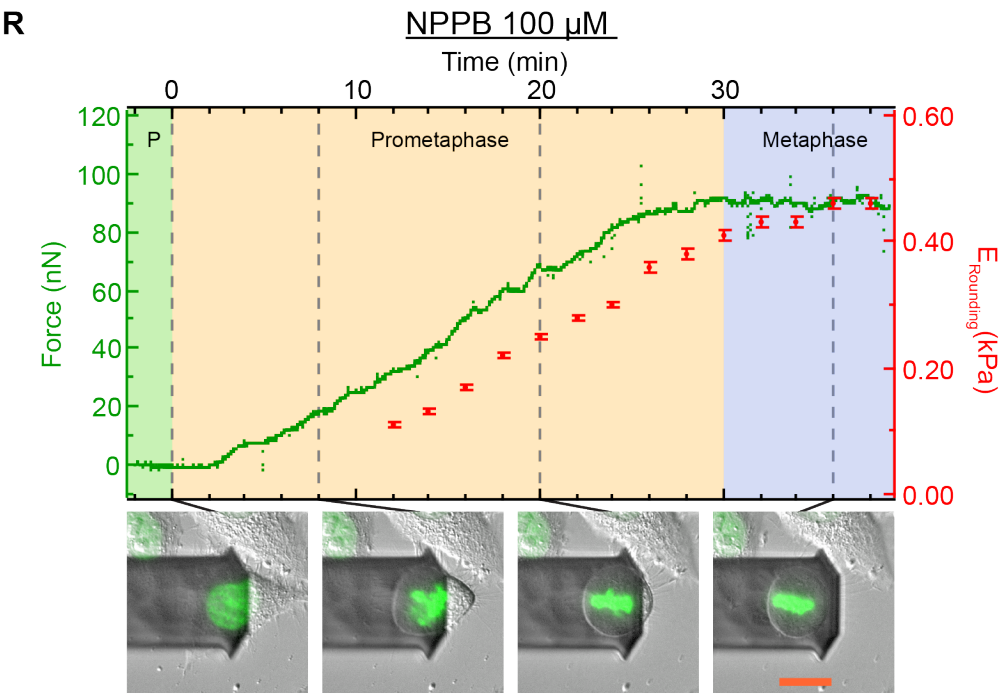 R
NPPB 100 µM
Time (min)
0 10 20 30
P Prometaphase Metaphase
120
100
80
60
40
20
0
Force (nN)
0.60
0.40
0.20
0.00
E Rounding (kPa)